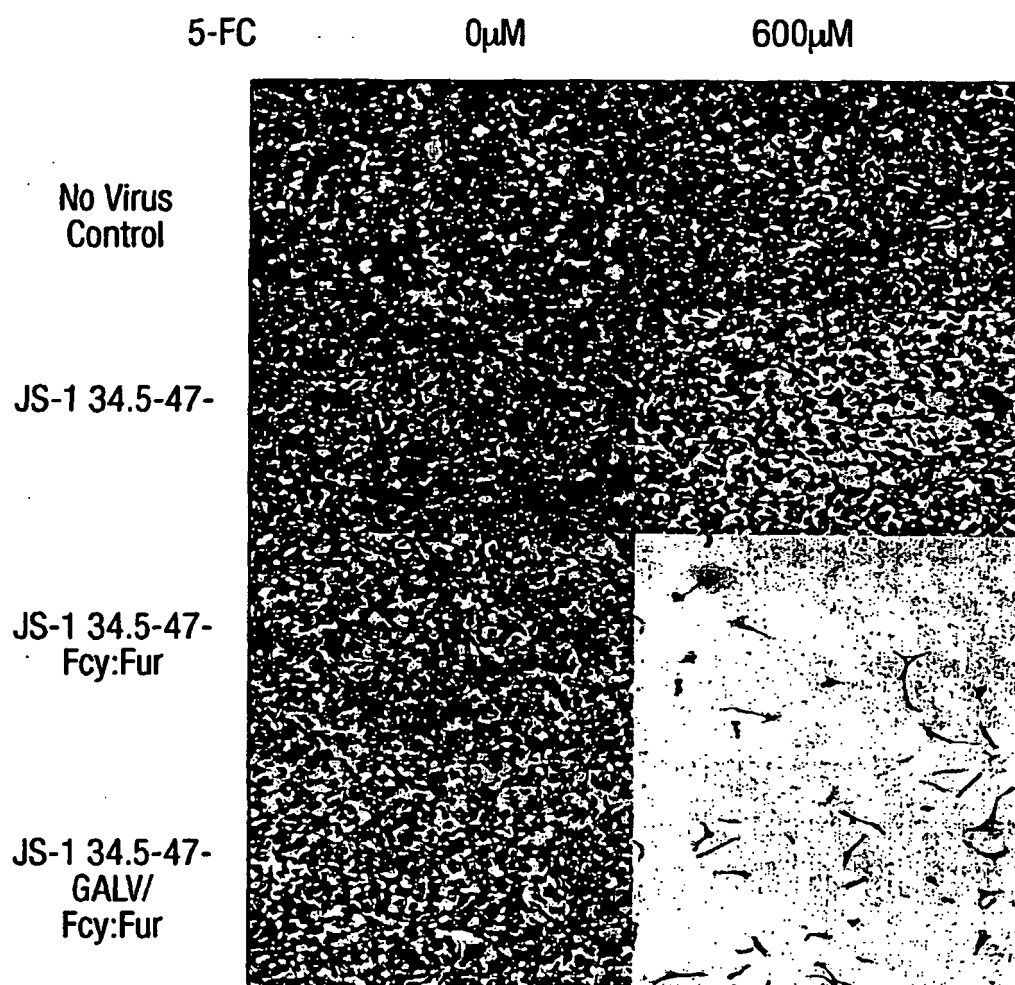 5-FC 0µM 600µM
No Virus
Control
JS-1 34.5-47-
JS-1 34.5-47-
Fcy:Fur
JS-1 34.5-47-
GALV/
Fcy:Fur